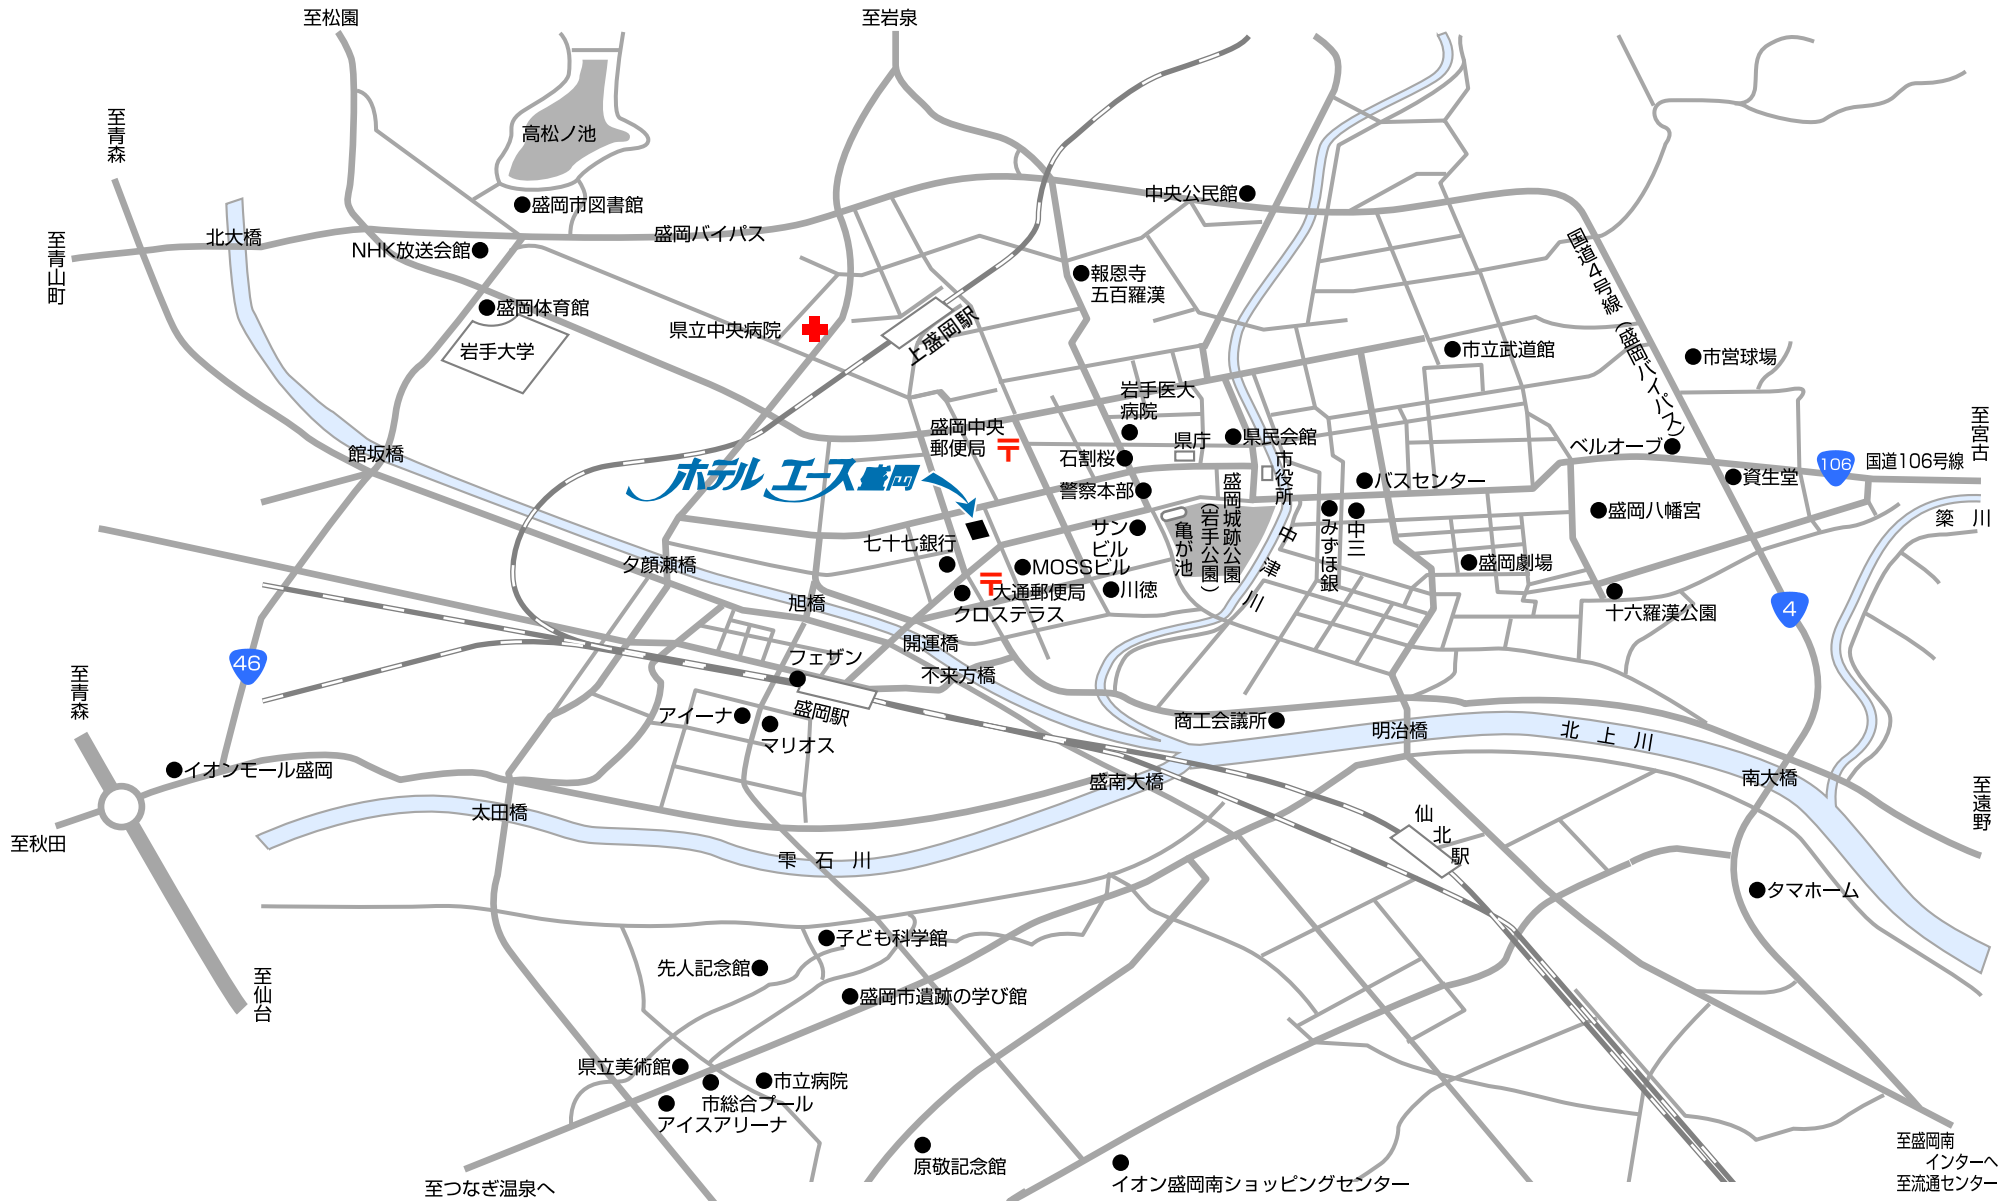 至松園
至岩泉
至青森
高松ノ池
盛岡市図書館
中央公民館
至青山町
北大橋
NHK放送会館
盛岡バイパス
国道4号線(盛岡バイパス)
報恩寺
五百羅漢
盛岡体育館
県立中央病院
上盛岡駅
岩手大学
市立武道館
市営球場
岩手医大
病院
盛岡中央
郵便局
県庁
県民会館
ベルオーブ
至宮古
106
国道106号線
館坂橋
石割桜
市役所
バスセンター
資生堂
ホテル エース盛岡
警察本部
盛岡城跡公園
(岩手公園)
亀が池
みずほ銀
中三
盛岡八幡宮
簗川
サン
ビル
中津川
七十七銀行
MOSSビル
盛岡劇場
夕顔瀬橋
大通郵便局
川徳
クロステラス
旭橋
十六羅漢公園
4
開運橋
フェザン
不来方橋
46
至青森
アイーナ
盛岡駅
マリオス
商工会議所
明治橋
北上川
イオンモール盛岡
盛南大橋
南大橋
太田橋
至遠野
仙北駅
至秋田
雫石川
タマホーム
子ども科学館
先人記念館
至仙台
盛岡市遺跡の学び館
県立美術館
市立病院
市総合プール
アイスアリーナ
原敬記念館
至つなぎ温泉へ
イオン盛岡南ショッピングセンター
至盛岡南
インターへ
至流通センター